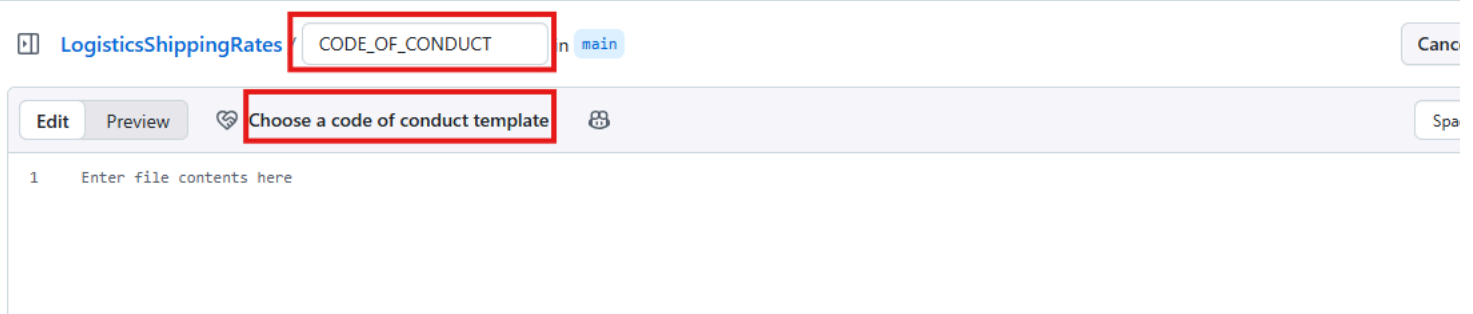 LogisticsShippingRates / CODE_OF_CONDUCT in main
Edit Preview Choose a code of conduct template
1 Enter file contents here